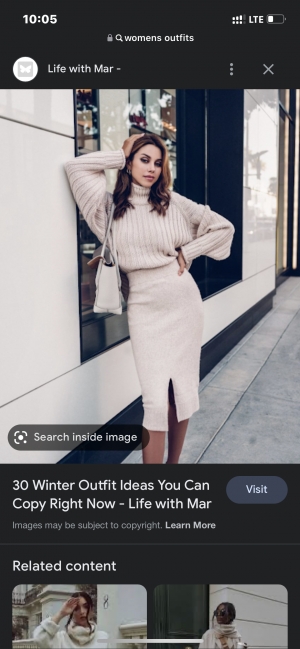 10:05
LTE
womens outfits
Life with Mar -
Search inside image
30 Winter Outfit Ideas You Can
Copy Right Now - Life with Mar
Visit
Images may be subject to copyright. Learn More
Related content